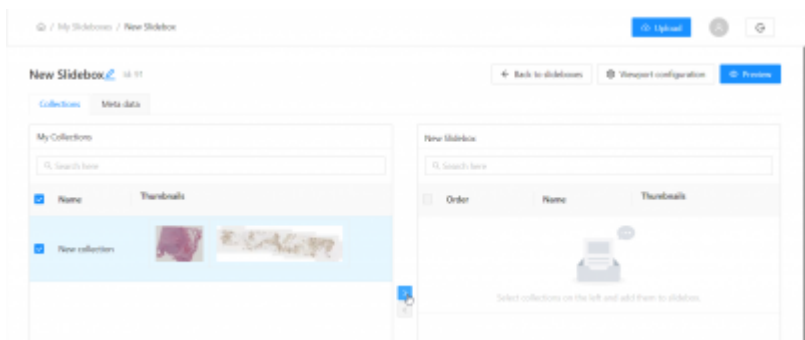 / My Slideboxes / New Slidebox
Upload
New Slidebox
Back to slideboxes
Viewport configuration
Preview
Collections
Meta data
My Collections
New Slidebox
Search here
Search here
Name
Thumbnails
Order
Name
Thumbnails
New collection
Select collections on the left and add them to slidebox